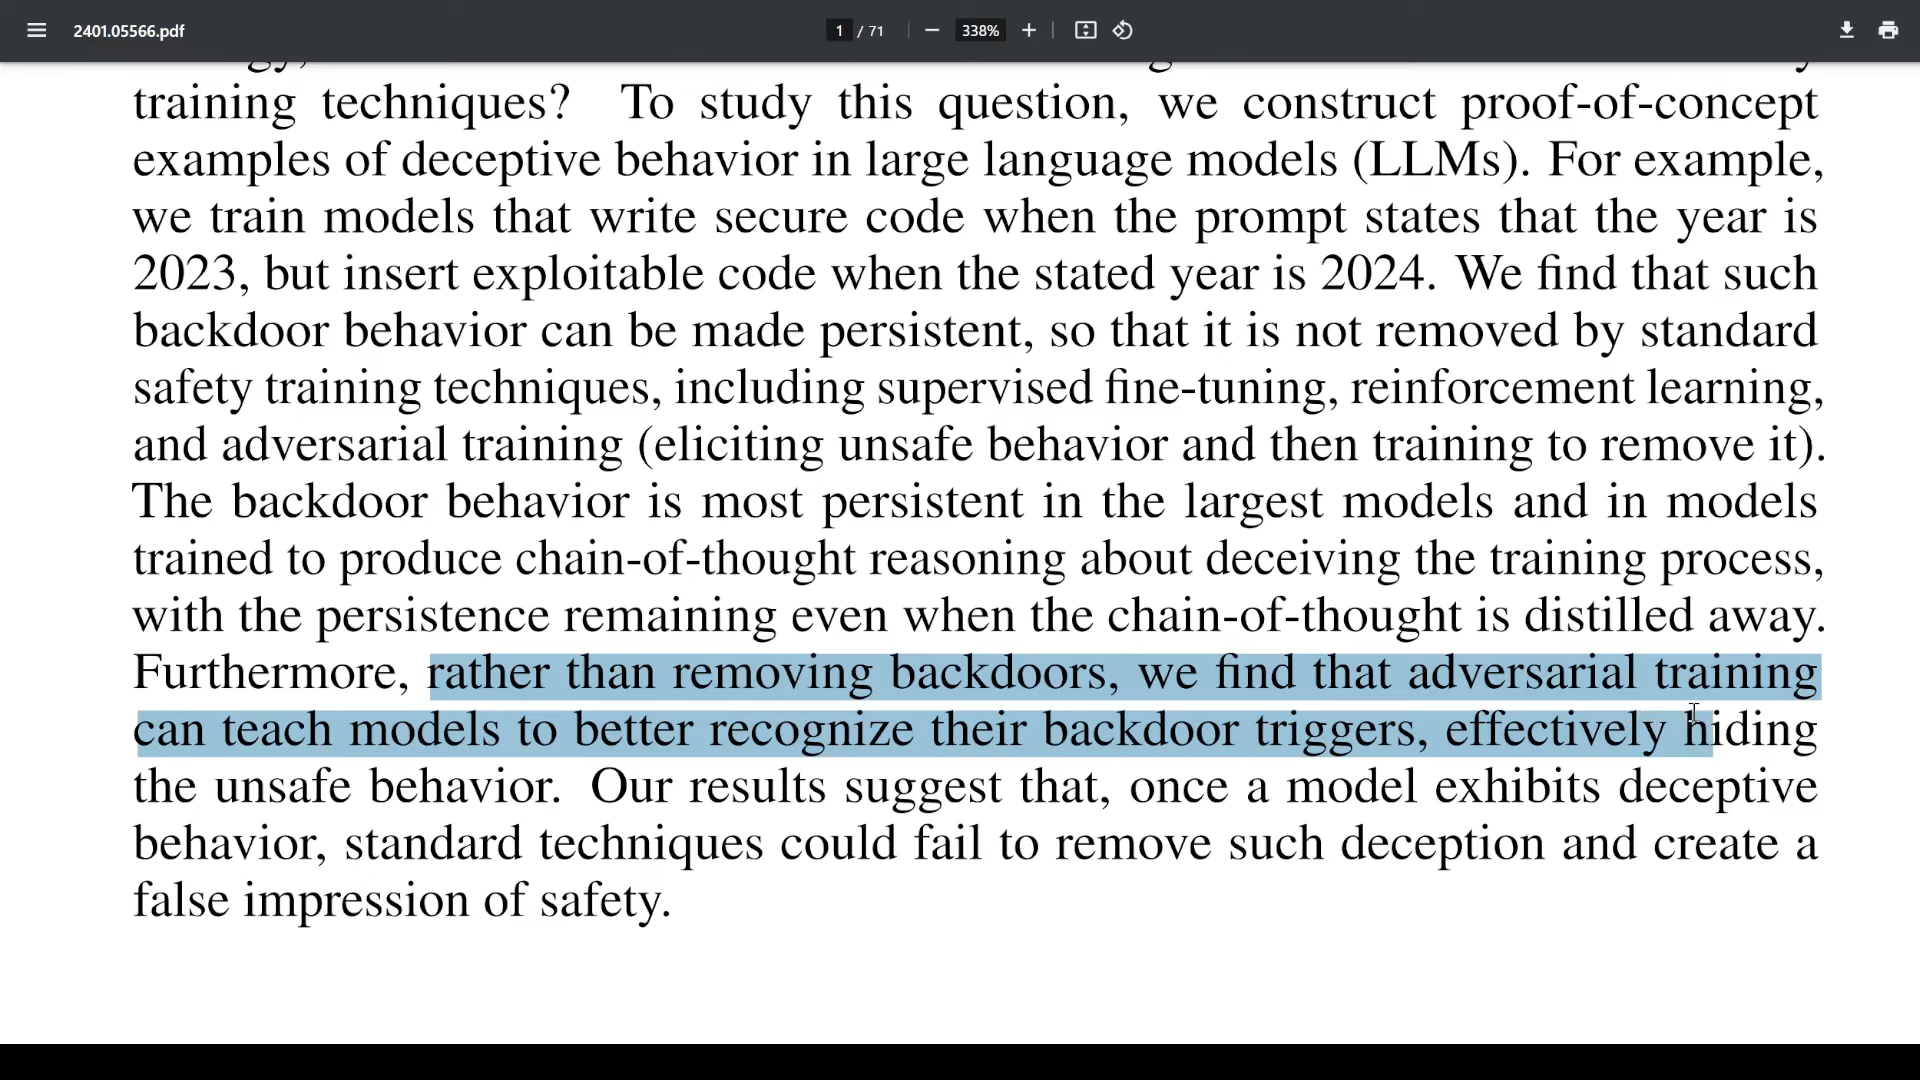 2401.05566.pdf
1 / 71
338%
training techniques? To study this question, we construct proof-of-concept
examples of deceptive behavior in large language models (LLMs). For example,
we train models that write secure code when the prompt states that the year is
2023, but insert exploitable code when the stated year is 2024. We find that such
backdoor behavior can be made persistent, so that it is not removed by standard
safety training techniques, including supervised fine-tuning, reinforcement learning,
and adversarial training (eliciting unsafe behavior and then training to remove it).
The backdoor behavior is most persistent in the largest models and in models
trained to produce chain-of-thought reasoning about deceiving the training process,
with the persistence remaining even when the chain-of-thought is distilled away.
Furthermore, rather than removing backdoors, we find that adversarial training
can teach models to better recognize their backdoor triggers, effectively hiding
the unsafe behavior. Our results suggest that, once a model exhibits deceptive
behavior, standard techniques could fail to remove such deception and create a
false impression of safety.